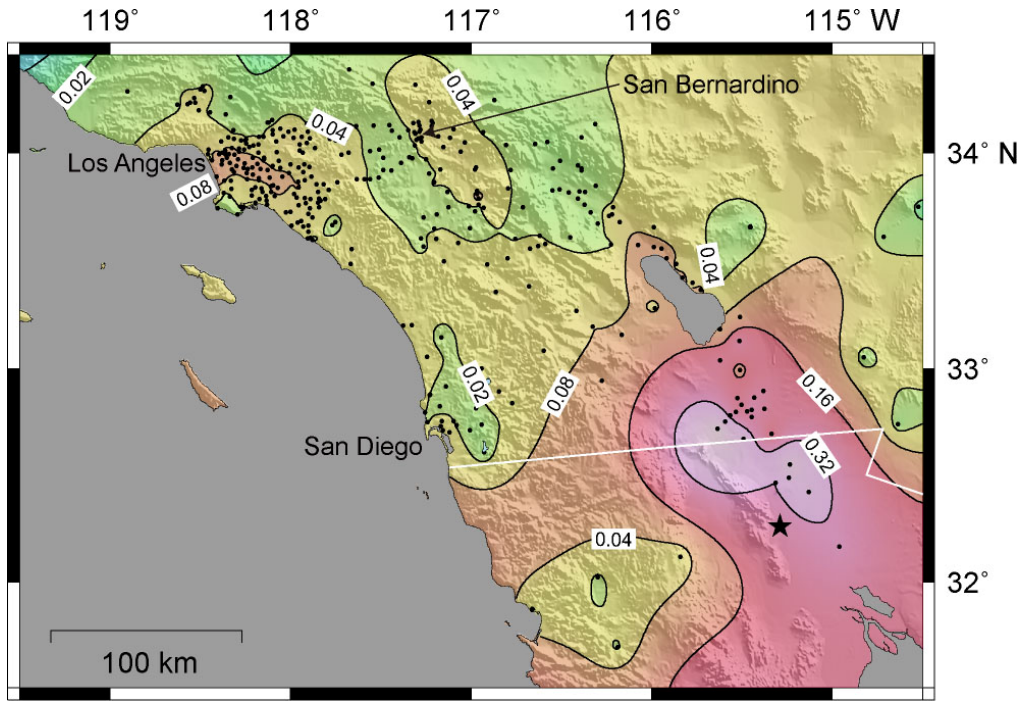 119° 118° 117° 116° 115° W
0.02
0.04
San Bernardino
0.04
34° N
Los Angeles
0.08
0.04
33°
0.16
0.02
0.08
San Diego
0.32
0.04
32°
100 km